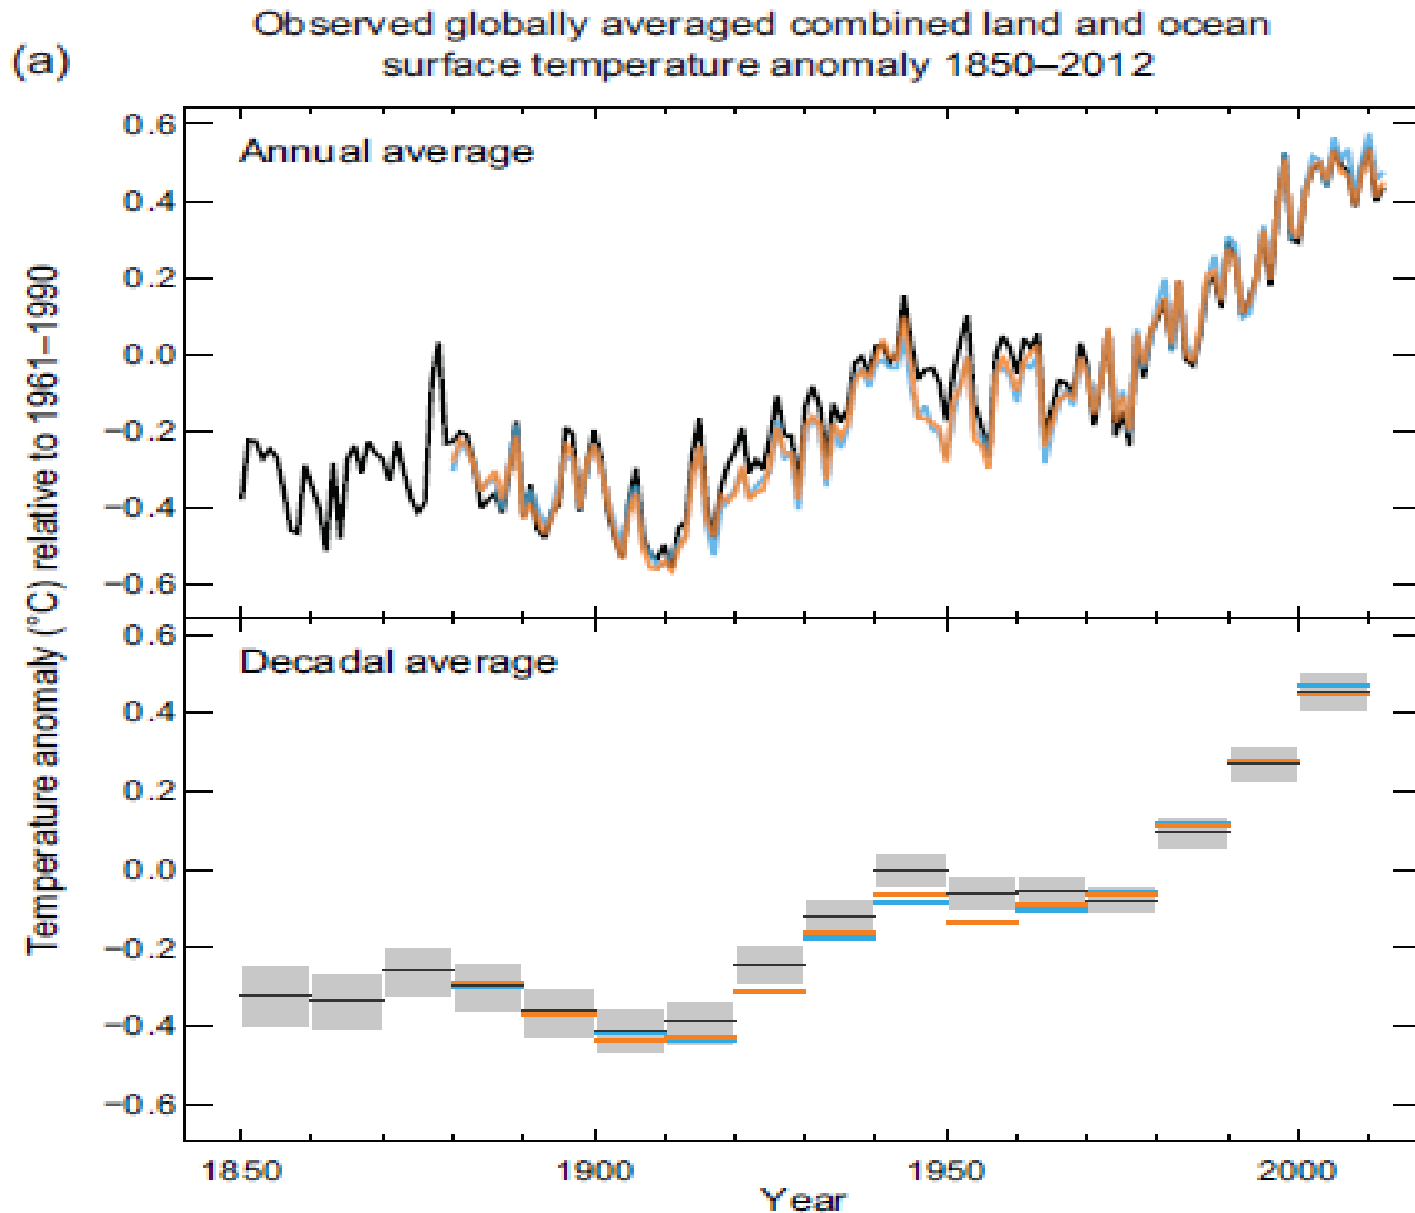 Observed globally averaged combined land and ocean
(a)
surface temperature anomaly 1850–2012
Annual average
0.6
0.4
0.2
0.0
−0.2
−0.4
−0.6
Temperature anomaly (°C) relative to 1961–1990
Decadal average
0.6
0.4
0.2
0.0
−0.2
−0.4
−0.6
1850
1900
1950
2000
Year